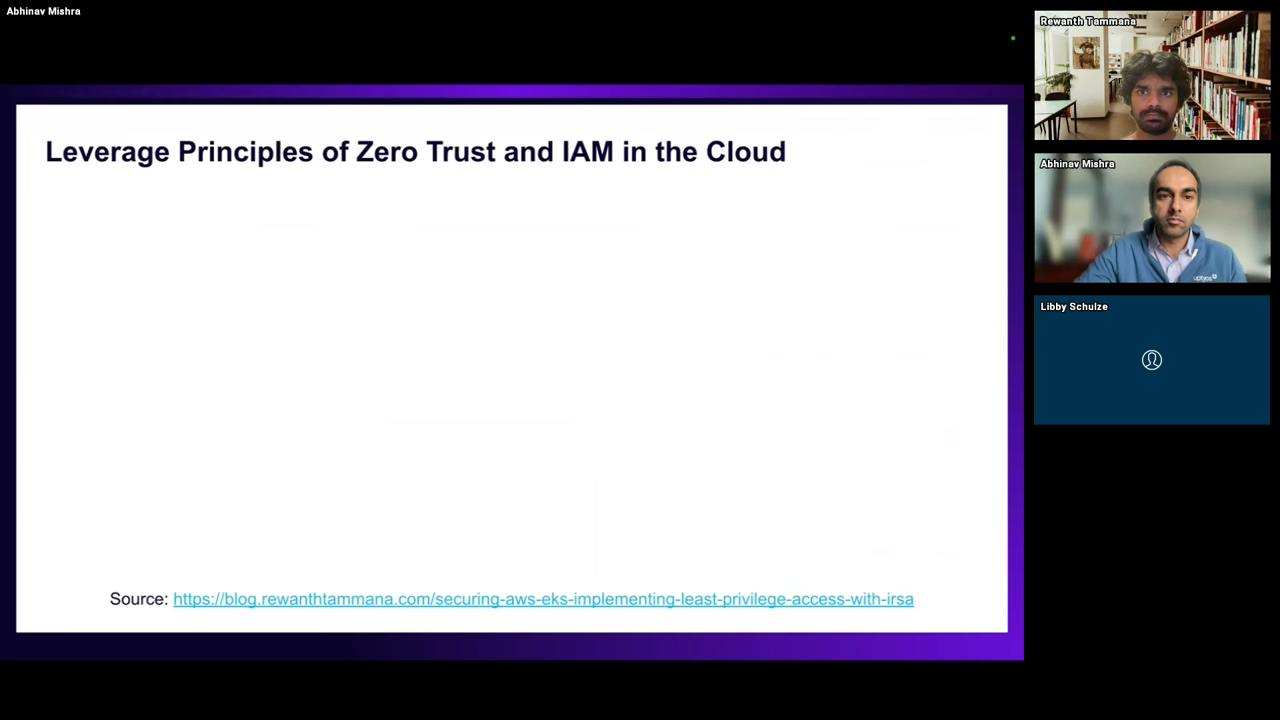 Abhinav Mishra
Leverage Principles of Zero Trust and IAM in the Cloud
Source: https://blog.rewanthtammana.com/securing-aws-eks-implementing-least-privilege-access-with-irsa
Rewanth Tammana
Abhinav Mishra
uptycs
Libby Schulze